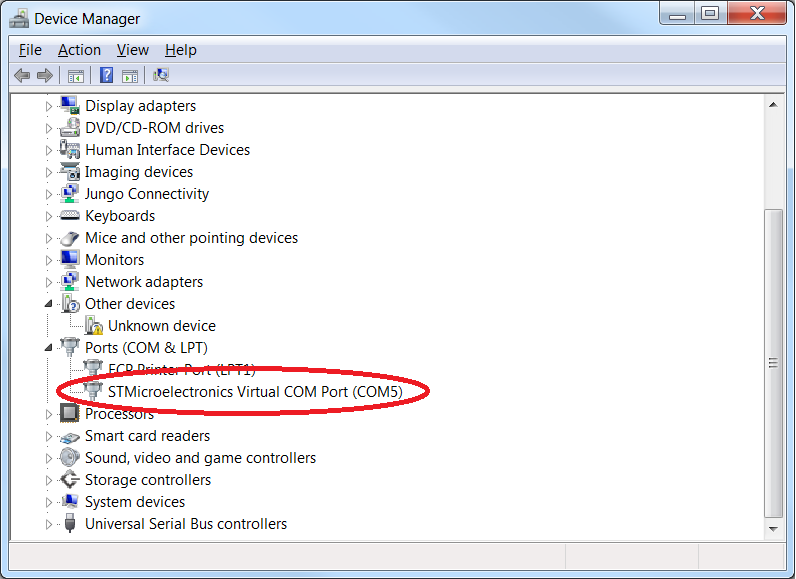 Device Manager
File Action View Help
Display adapters
DVD/CD-ROM drives
Human Interface Devices
Imaging devices
Jungo Connectivity
Keyboards
Mice and other pointing devices
Monitors
Network adapters
Other devices
Unknown device
Ports (COM & LPT)
ECP Printer Port (LPT1)
STMicroelectronics Virtual COM Port (COM5)
Processors
Smart card readers
Sound, video and game controllers
Storage controllers
System devices
Universal Serial Bus controllers